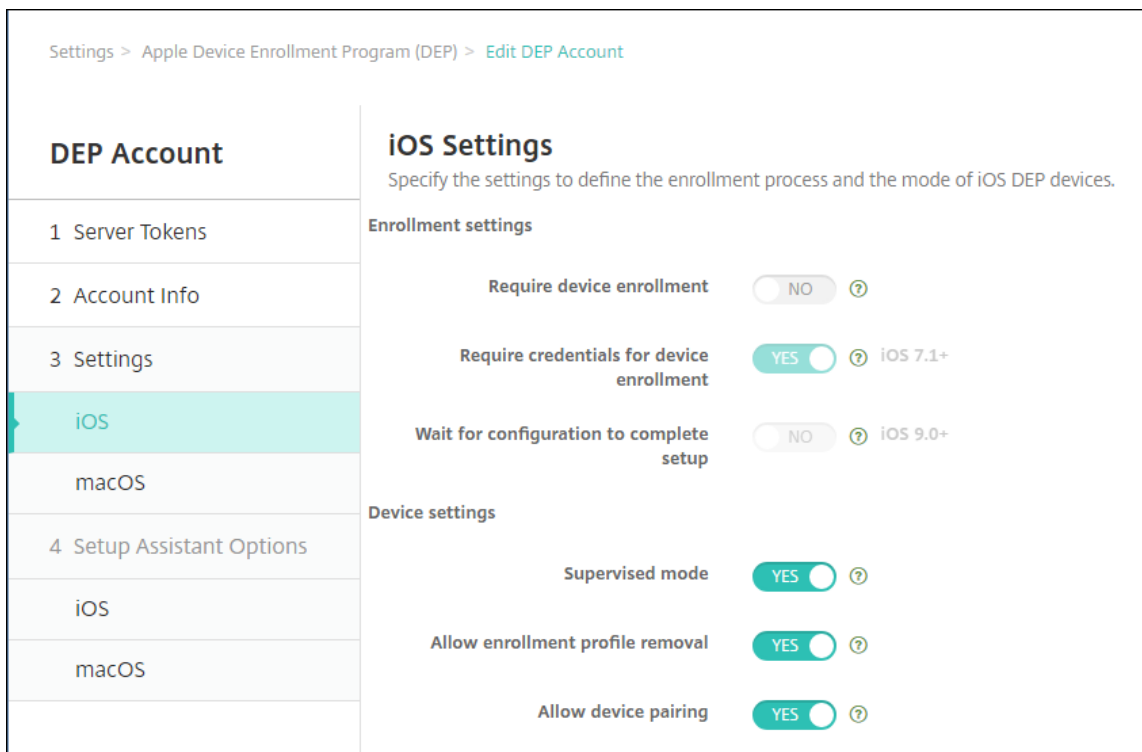 Settings > Apple Device Enrollment Program (DEP) > Edit DEP Account
DEP Account
1 Server Tokens
2 Account Info
3 Settings
iOS
macOS
4 Setup Assistant Options
iOS
macOS
iOS Settings
Specify the settings to define the enrollment process and the mode of iOS DEP devices.
Enrollment settings
Require device enrollment NO ?
Require credentials for device YES ? iOS 7.1+
enrollment
Wait for configuration to complete NO ? iOS 9.0+
setup
Device settings
Supervised mode YES ?
Allow enrollment profile removal YES ?
Allow device pairing YES ?